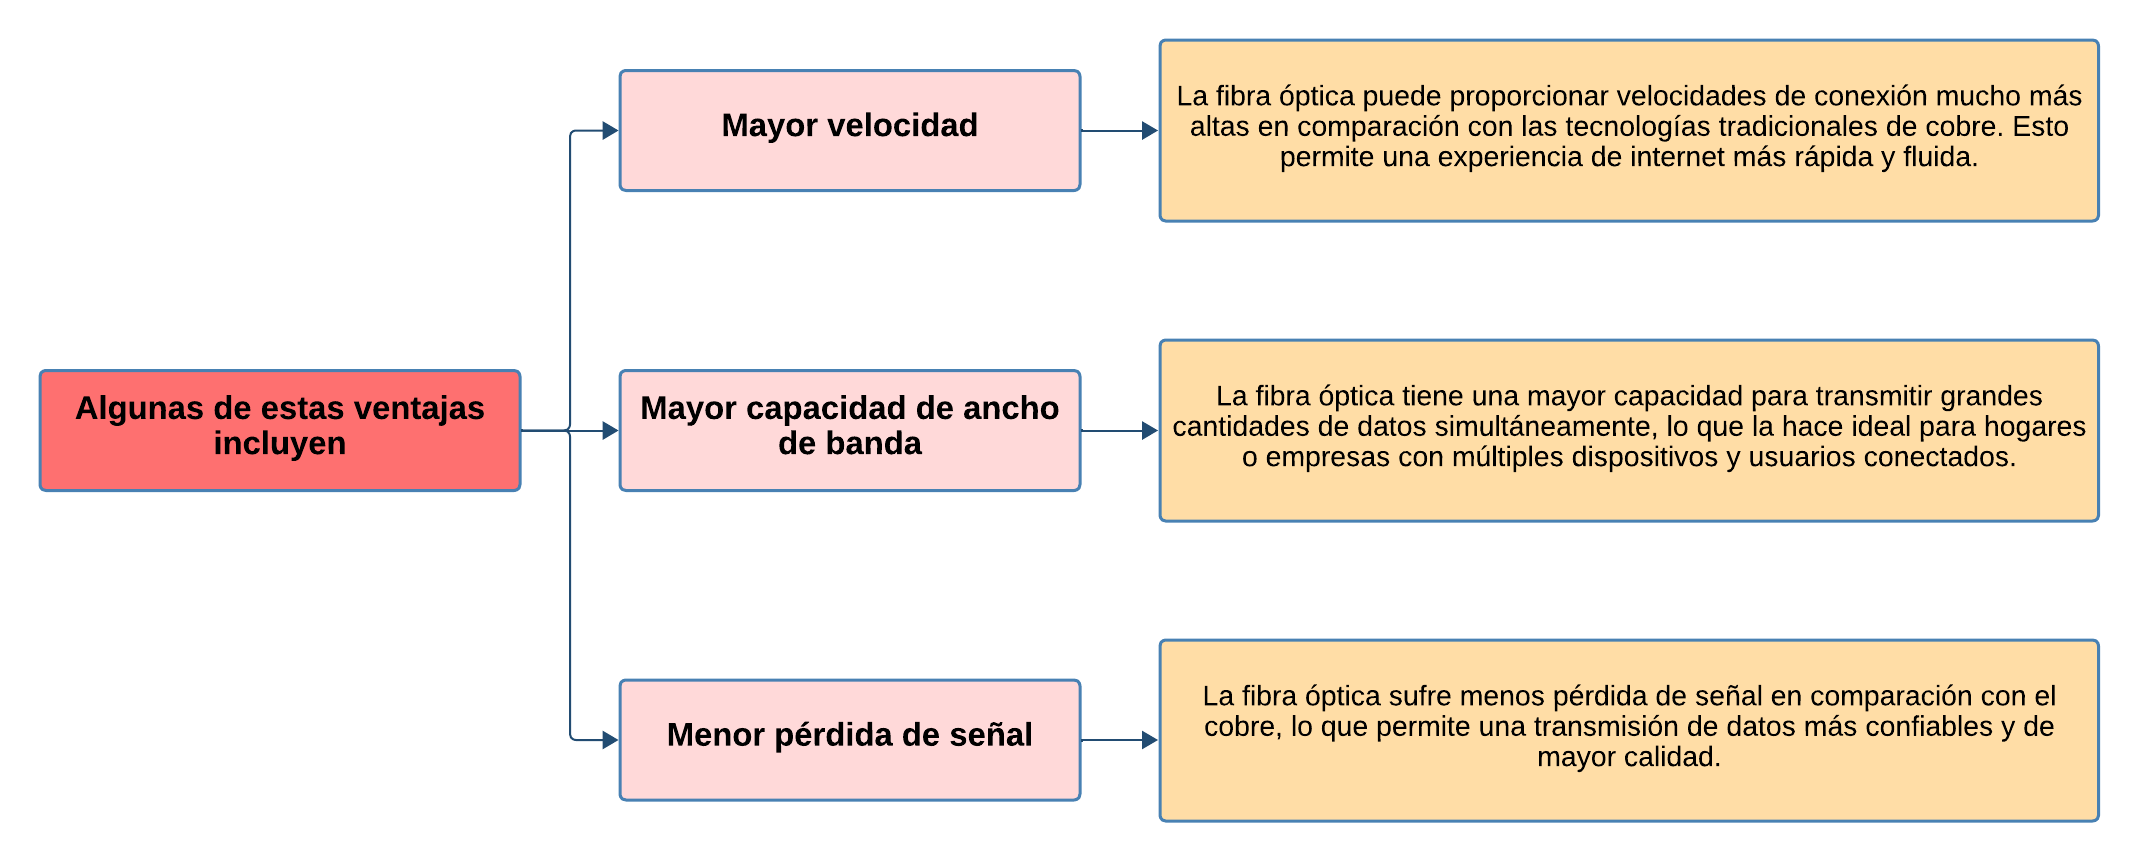 Algunas de estas ventajas
incluyen
Mayor velocidad
La fibra óptica puede proporcionar velocidades de conexión mucho más
altas en comparación con las tecnologías tradicionales de cobre. Esto
permite una experiencia de internet más rápida y fluida.
Mayor capacidad de ancho
de banda
La fibra óptica tiene una mayor capacidad para transmitir grandes
cantidades de datos simultáneamente, lo que la hace ideal para hogares
o empresas con múltiples dispositivos y usuarios conectados.
Menor pérdida de señal
La fibra óptica sufre menos pérdida de señal en comparación con el
cobre, lo que permite una transmisión de datos más confiables y de
mayor calidad.